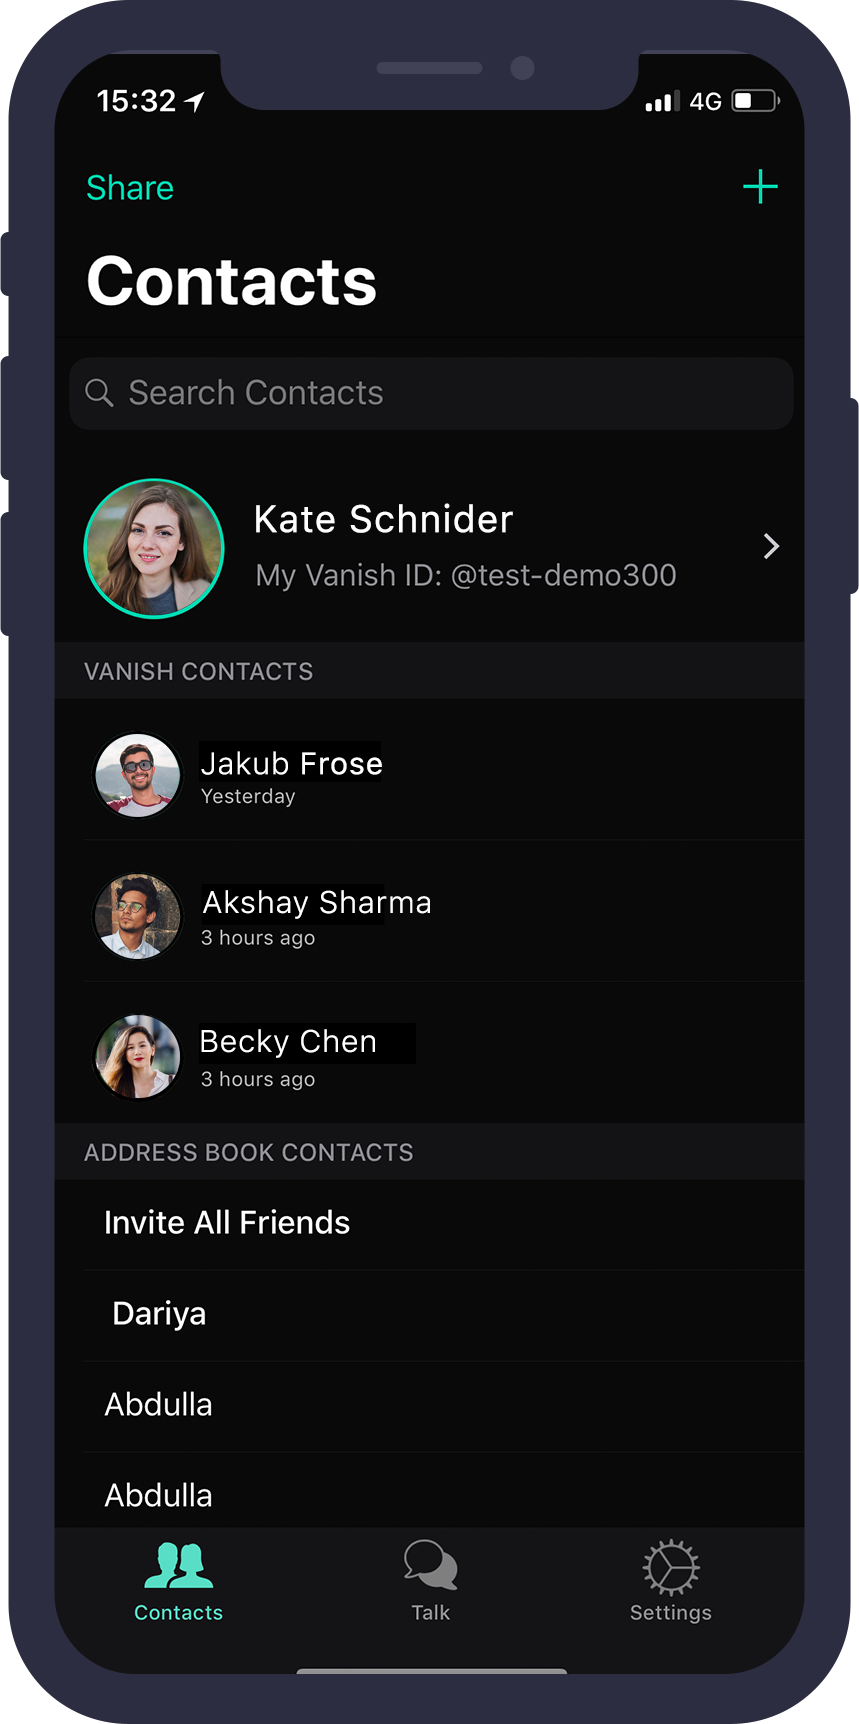 15:32 4G
Share
Contacts
Search Contacts
Kate Schnider
My Vanish ID: @test-demo300
VANISH CONTACTS
Jakub Frose
Yesterday
Akshay Sharma
3 hours ago
Becky Chen
3 hours ago
ADDRESS BOOK CONTACTS
Invite All Friends
Dariya
Abdulla
Abdulla
Contacts Talk Settings